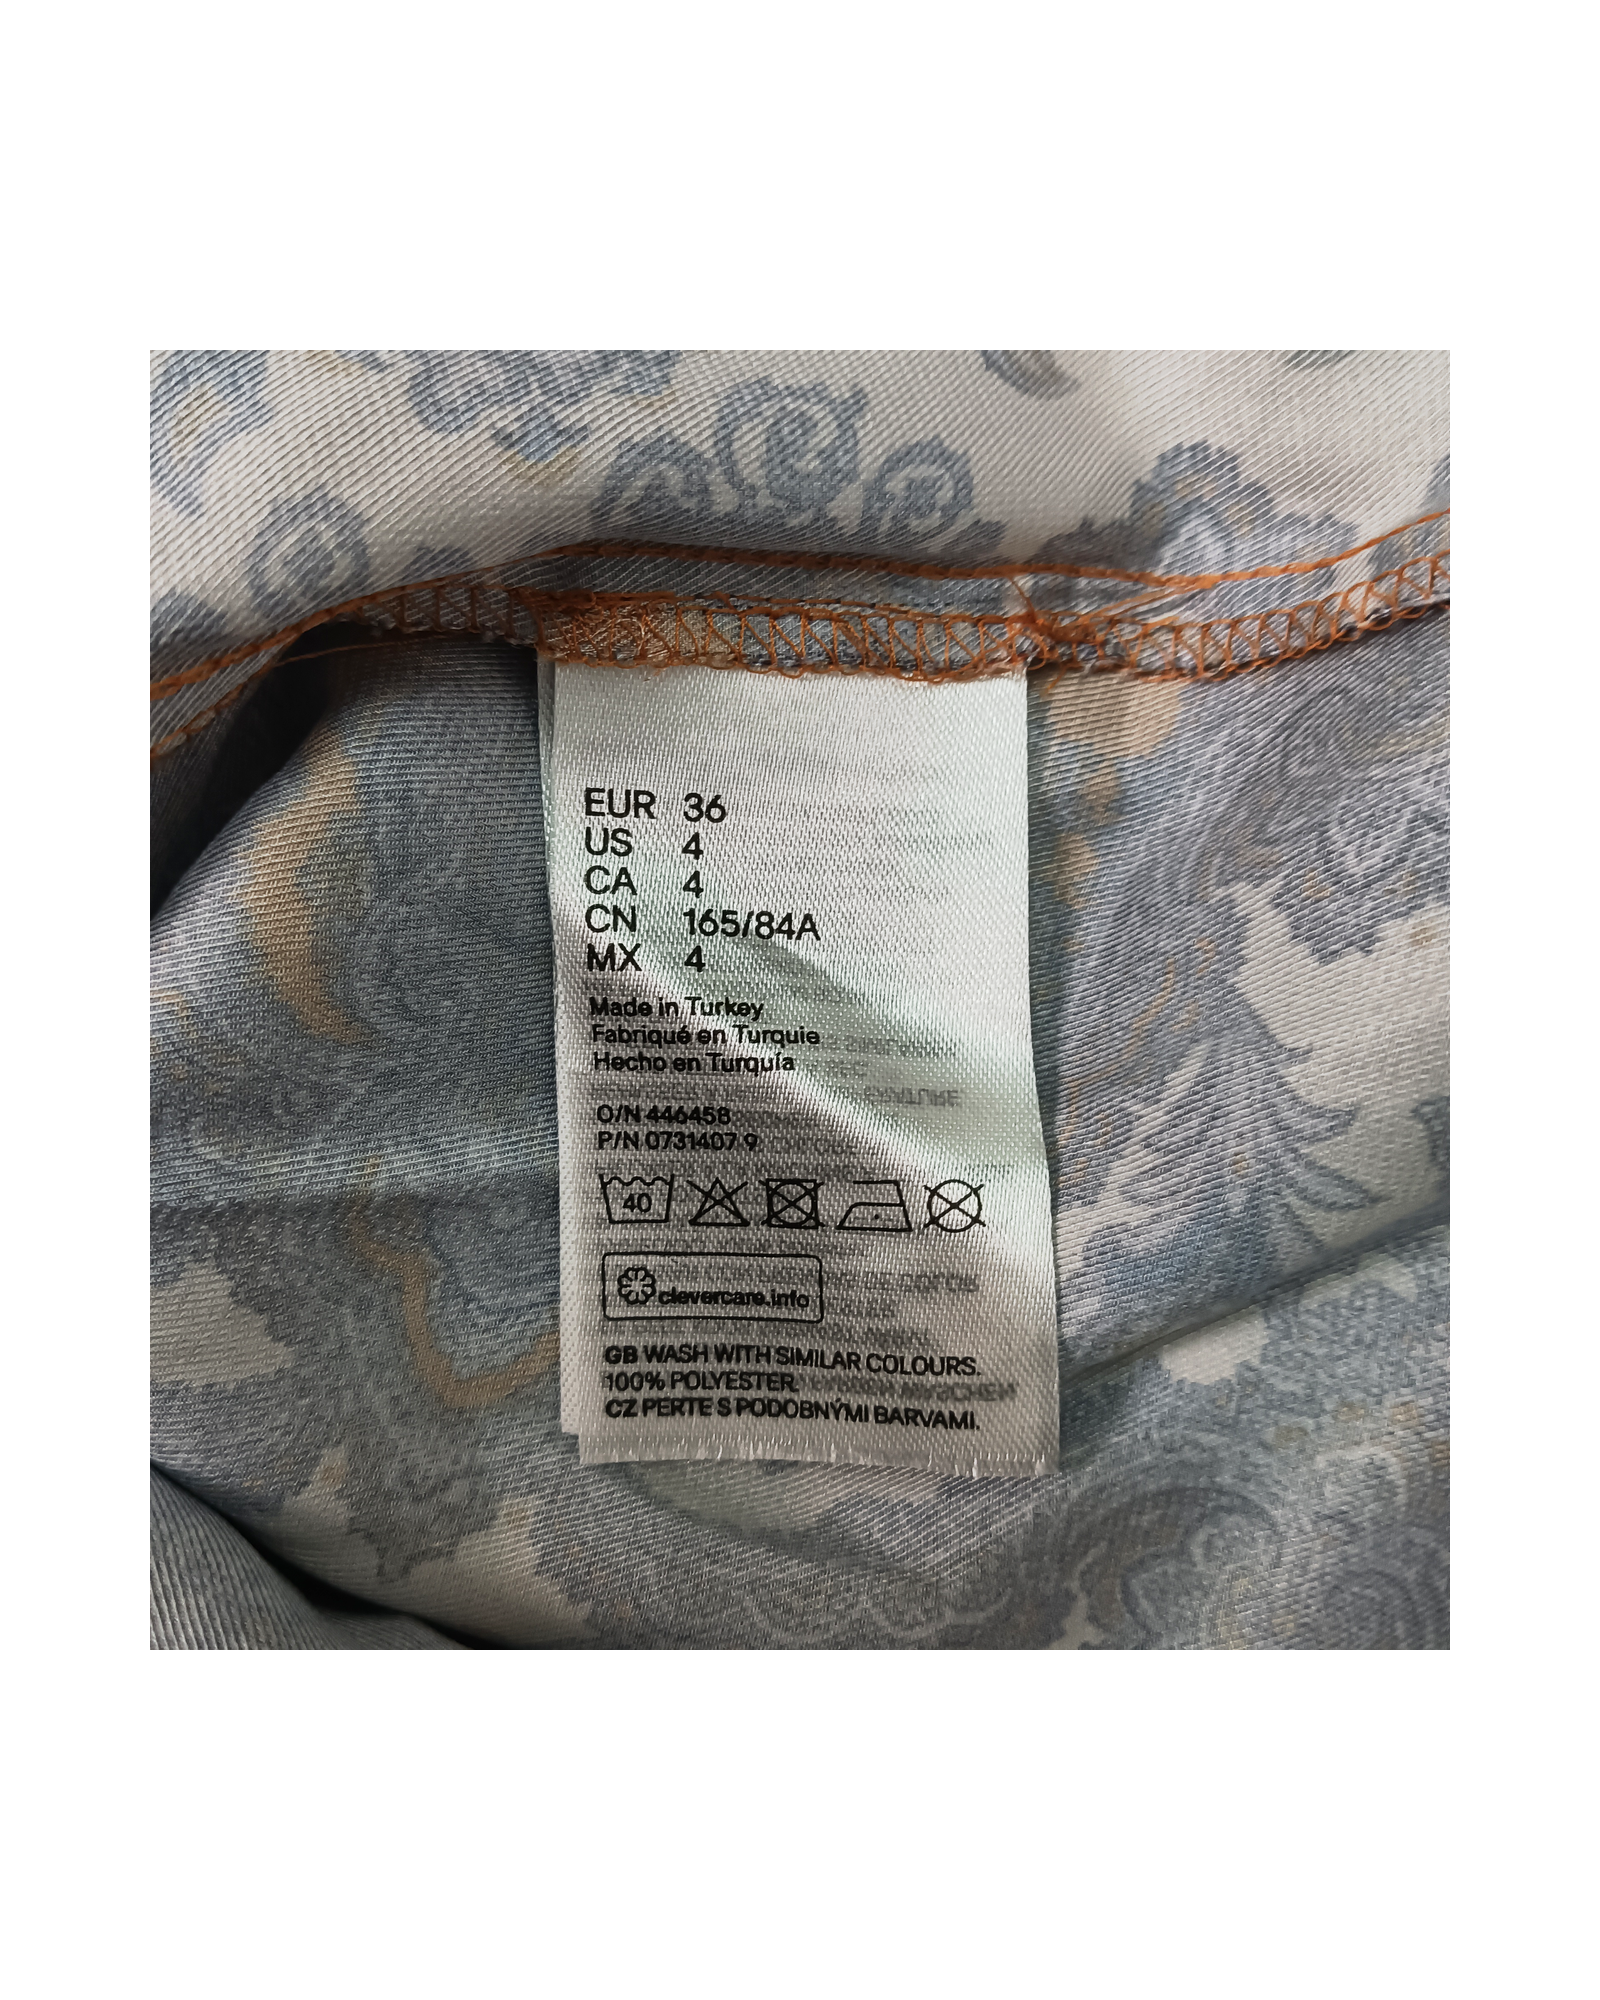 EUR 36
US 4
CA 4
CN 165/84A
MX 4
Made in Turkey
Fabriqué en Turquie
Hecho en Turquía
O/N 446458
P/N 0731407 9
40
clevercare.info
GB WASH WITH SIMILAR COLOURS.
100% POLYESTER.
CZ PERTE S PODOBNÝMI BARVAMI.